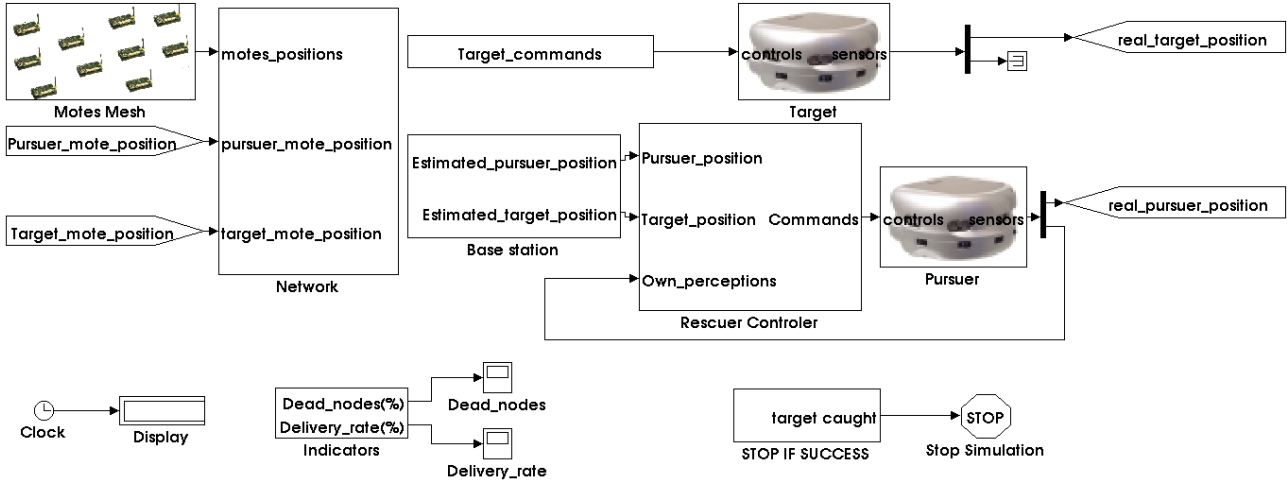 motes_positions
Motes Mesh
Pursuer_mote_position
pursuer_mote_position
Target_mote_position
target_mote_position
Network
Target_commands
controls sensors
Target
real_target_position
Estimated_pursuer_position
Estimated_target_position
Base station
Pursuer_position
Target_position
Commands
Own_perceptions
Rescuer Controler
controls sensors
Pursuer
real_pursuer_position
Clock
Display
Dead_nodes(%)
Delivery_rate(%)
Indicators
Dead_nodes
Delivery_rate
target caught
STOP IF SUCCESS
STOP
Stop Simulation